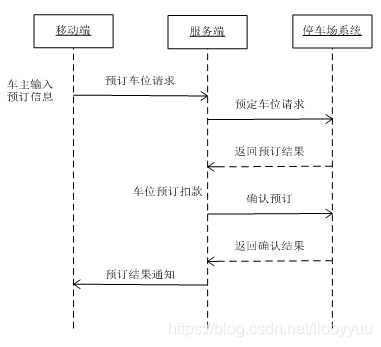 移动端
服务端
停车场系统
车主输入
预订信息
预订车位请求
预定车位请求
返回预订结果
车位预订扣款
确认预订
返回确认结果
预订结果通知
https://blog.csdn.net/llooyyuu